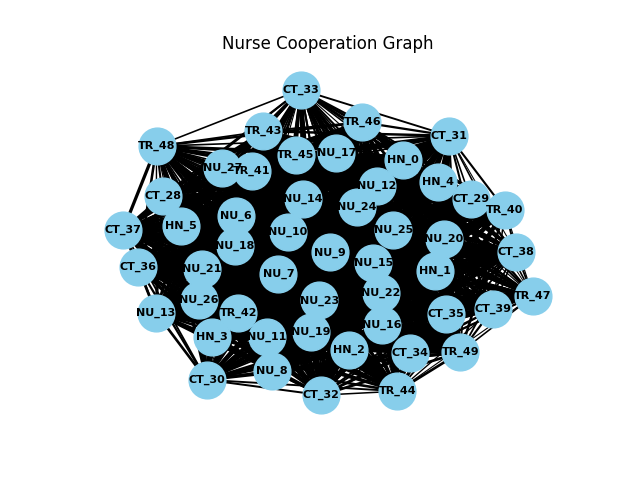 Nurse Cooperation Graph
CT_33
TR_46
TR_43
CT_31
TR_48
NU_17
TR_45
HN_0
NU_27
TR_41
HN_4
NU_12
CT_28
NU_14
CT_29
NU_24
TR_40
NU_6
HN_5
CT_37
NU_25
NU_10
NU_20
NU_18
NU_9
CT_38
NU_15
CT_36
NU_21
HN_1
NU_7
NU_22
TR_47
NU_26
NU_23
CT_39
NU_13
TR_42
CT_35
NU_16
NU_19
HN_3
NU_11
HN_2
TR_49
CT_34
NU_8
CT_30
TR_44
CT_32